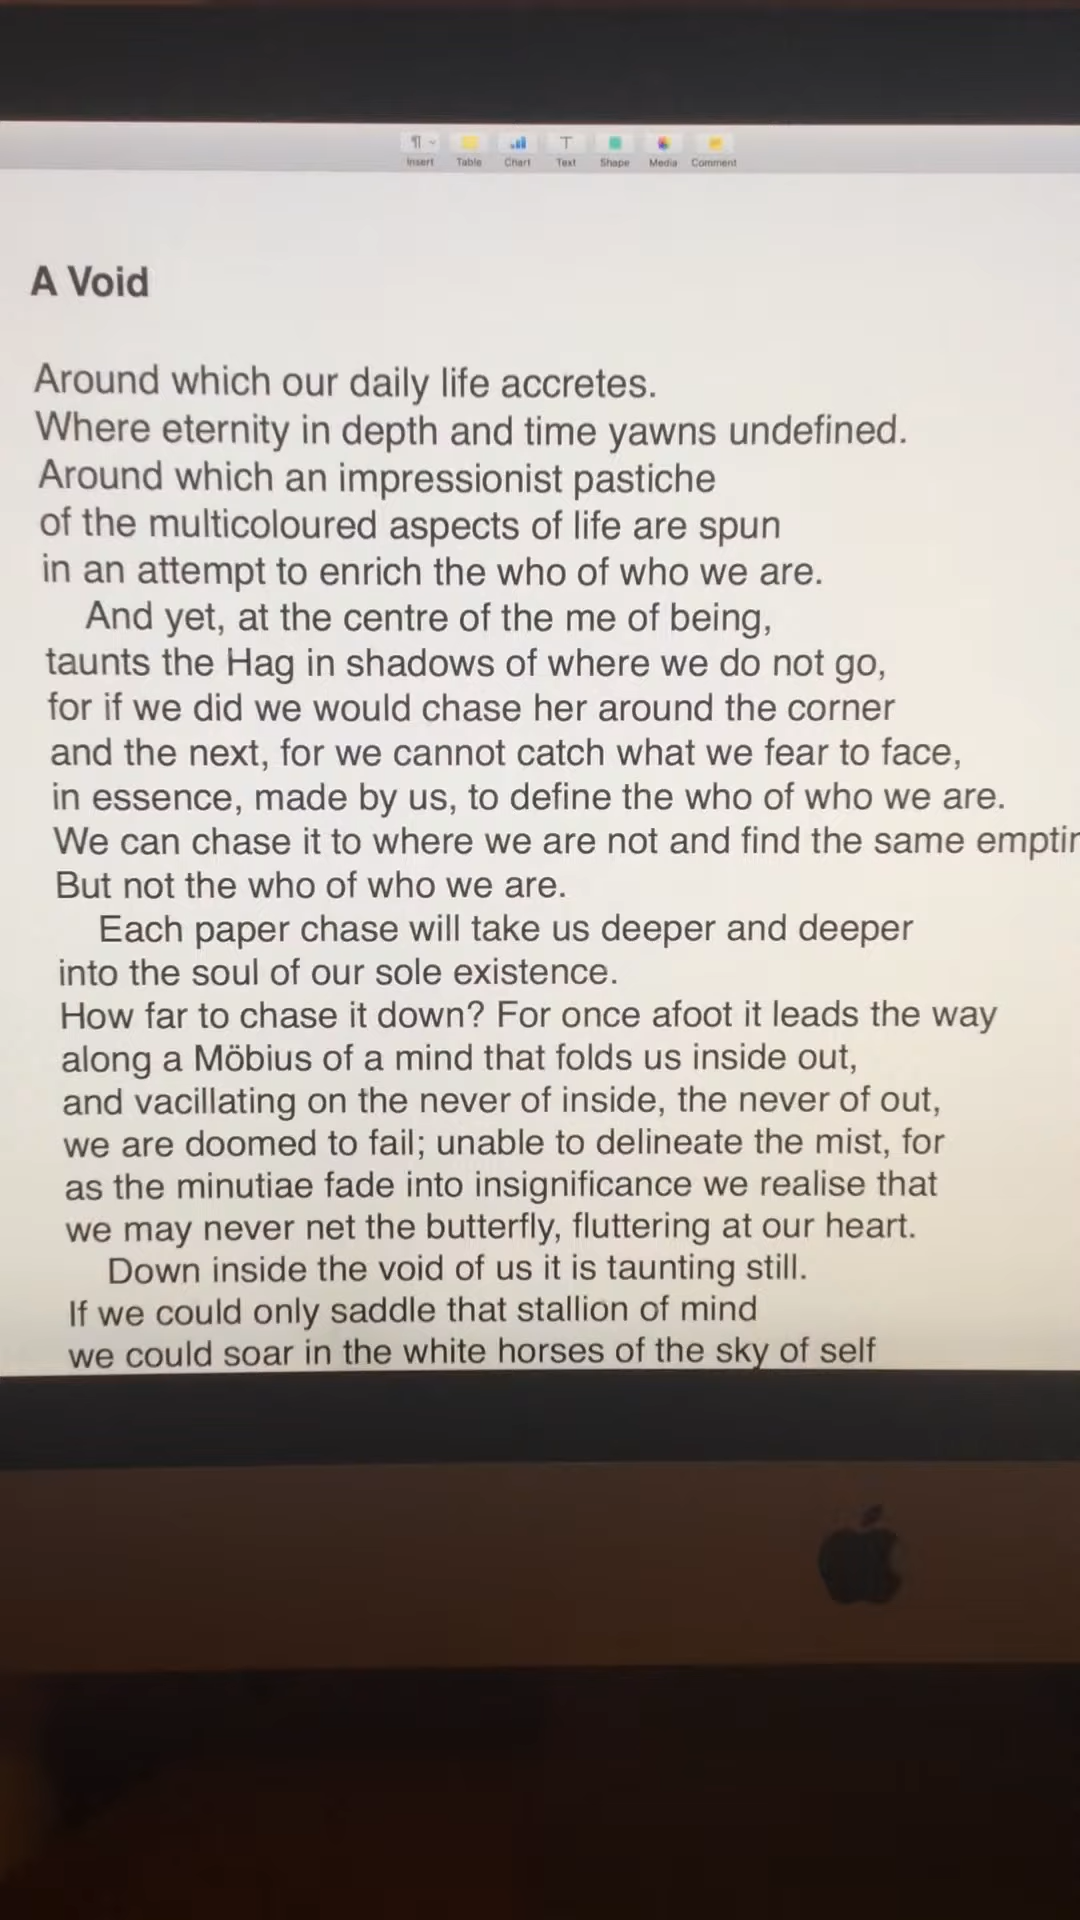 Insert Table Chart Text Shape Media Comment
A Void
Around which our daily life accretes.
Where eternity in depth and time yawns undefined.
Around which an impressionist pastiche
of the multicoloured aspects of life are spun
in an attempt to enrich the who of who we are.
And yet, at the centre of the me of being,
taunts the Hag in shadows of where we do not go,
for if we did we would chase her around the corner
and the next, for we cannot catch what we fear to face,
in essence, made by us, to define the who of who we are.
We can chase it to where we are not and find the same
But not the who of who we are.
Each paper chase will take us deeper and deeper
into the soul of our sole existence.
How far to chase it down? For once afoot it leads the way
along a Möbius of a mind that folds us inside out,
and vacillating on the never of inside, the never of out,
we are doomed to fail; unable to delineate the mist, for
as the minutiae fade into insignificance we realise that
we may never net the butterfly, fluttering at our heart.
Down inside the void of us it is taunting still.
If we could only saddle that stallion of mind
we could soar in the white horses of the sky of self